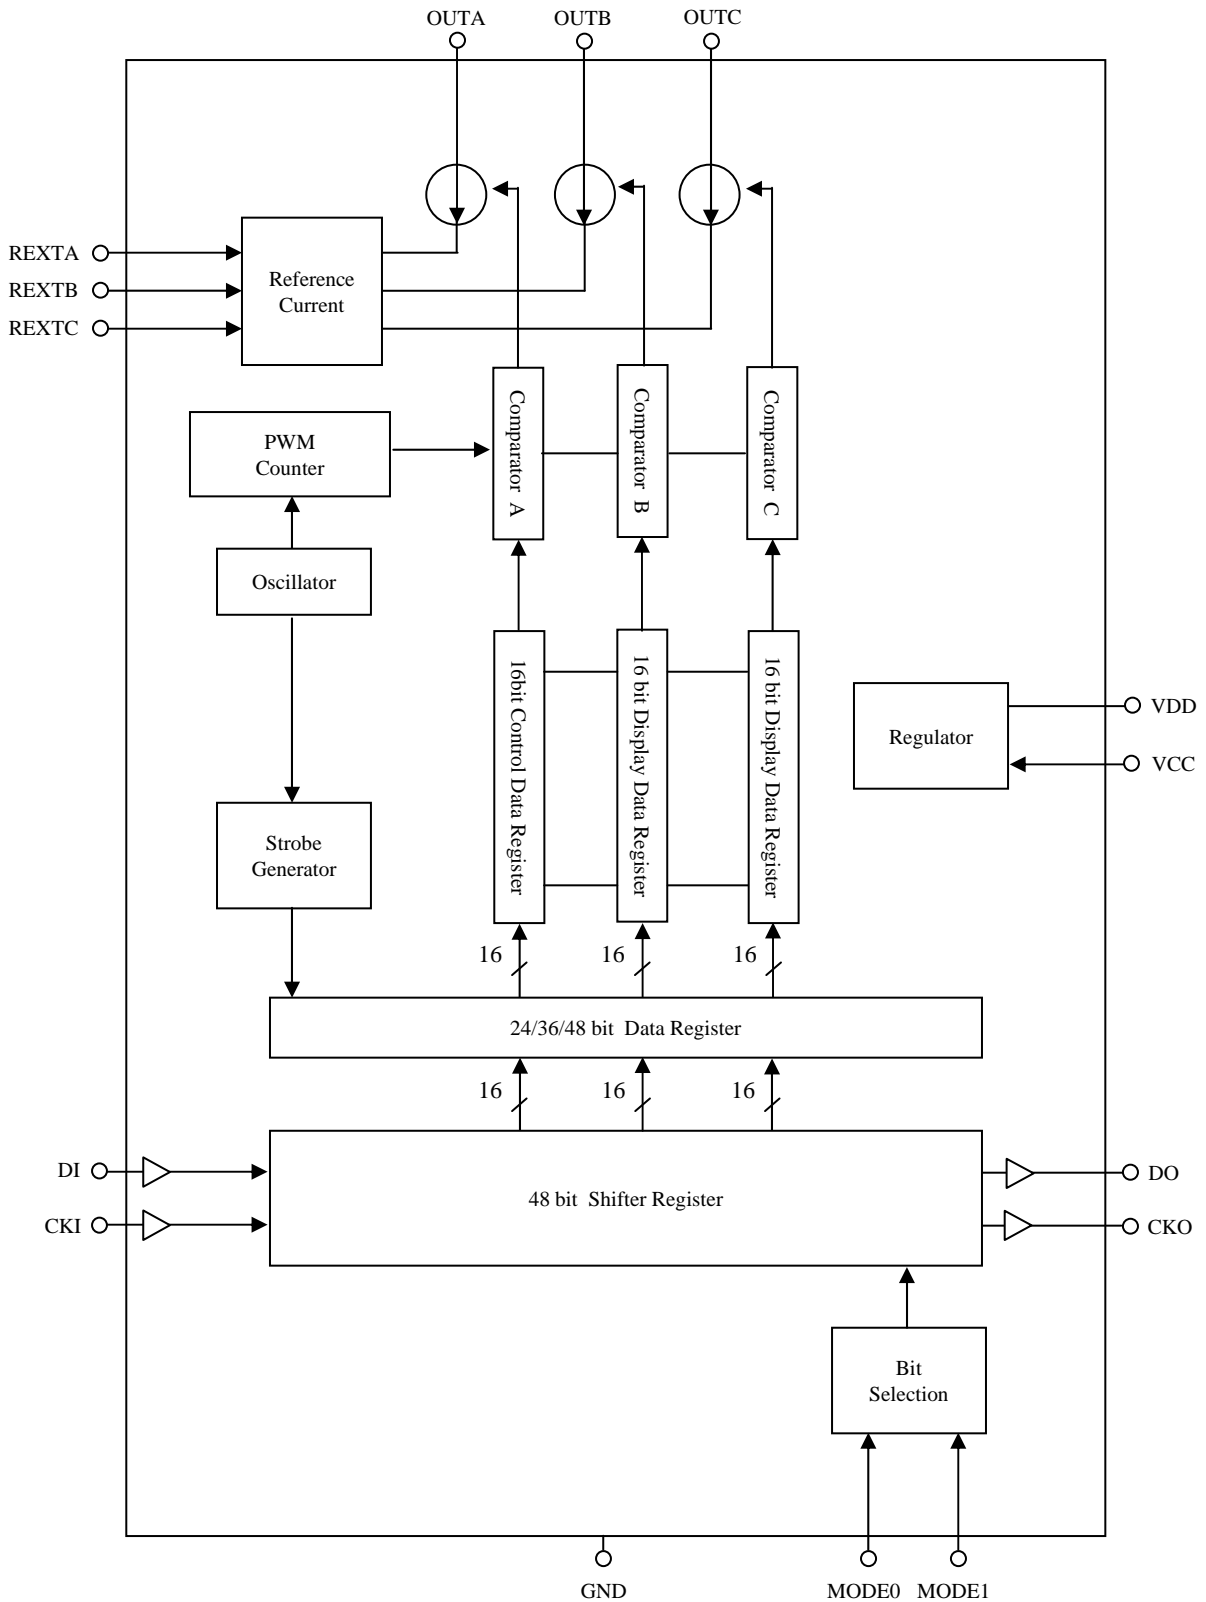 OUTA
OUTB
OUTC
REXTA
REXTB
REXTC
Reference
Current
PWM
Counter
Comparator A
Comparator B
Comparator C
Oscillator
16bit Control Data Register
16 bit Display Data Register
16 bit Display Data Register
Regulator
VDD
VCC
Strobe
Generator
16
16
16
24/36/48 bit Data Register
16
16
16
DI
CKI
48 bit Shifter Register
DO
CKO
Bit
Selection
GND
MODE0
MODE1